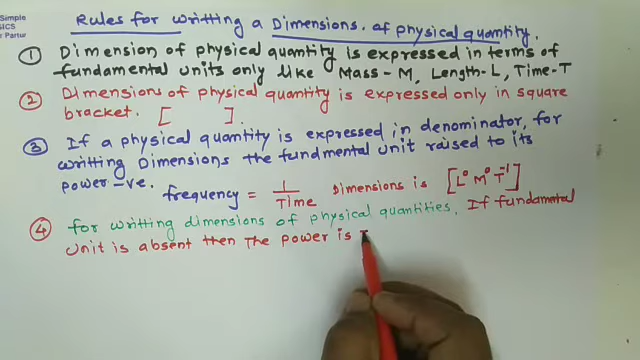 Simple
SICS
r Partur
Rules for writting a Dimensions. of physical quantity.
① Dimension of physical quantity is expressed in terms of
fundamental units only like Mass-M, Length-L, Time-T
② Dimensions of physical quantity is expressed only in square
bracket. [ ].
③ If a physical quantity is expressed in denominator, for
writting Dimensions the fundmental unit raised to its
power -ve. frequency = 1/Time Dimensions is [L⁰ M⁰ T⁻¹]
④ for writting dimensions of physical quantities. If fundamental
unit is absent then The power is